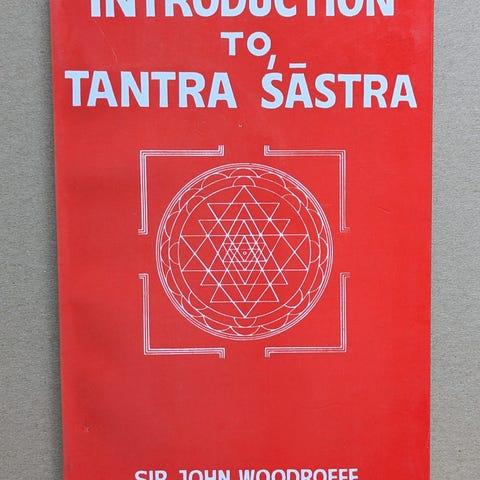 INTRODUCTION
TO
TANTRA ŚĀSTRA
SIR JOHN WOODROFFE